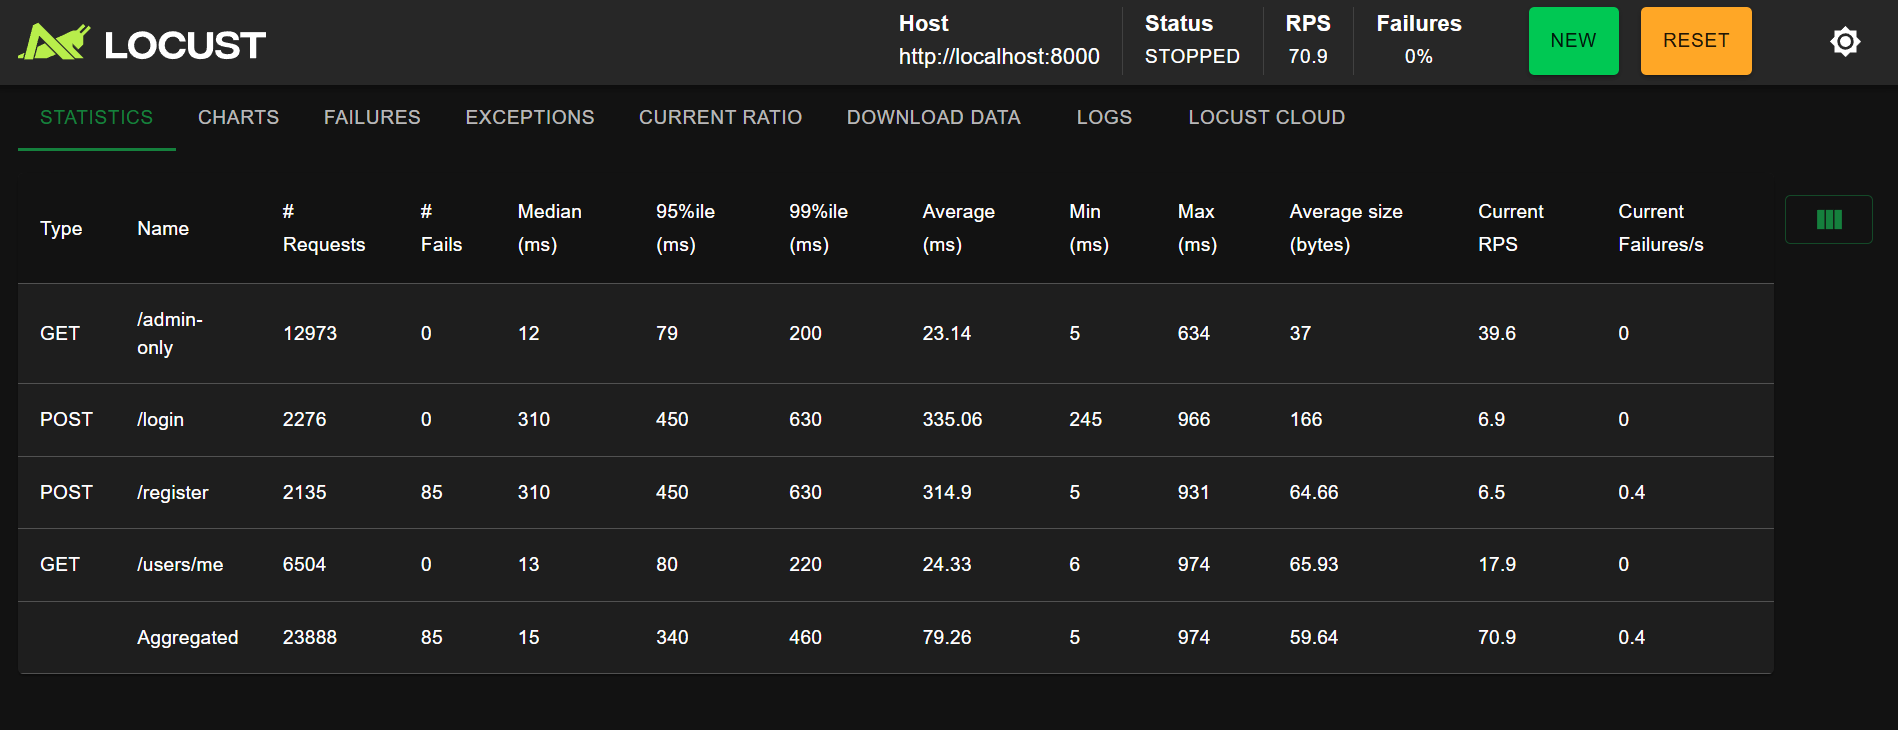 LOCUST
Host
http://localhost:8000
Status
STOPPED
RPS
70.9
Failures
0%
NEW
RESET
STATISTICS CHARTS FAILURES EXCEPTIONS CURRENT RATIO DOWNLOAD DATA LOGS LOCUST CLOUD
Type Name # Requests # Fails Median (ms) 95%ile (ms) 99%ile (ms) Average (ms) Min (ms) Max (ms) Average size (bytes) Current RPS Current Failures/s
GET /admin-only 12973 0 12 79 200 23.14 5 634 37 39.6 0
POST /login 2276 0 310 450 630 335.06 245 966 166 6.9 0
POST /register 2135 85 310 450 630 314.9 5 931 64.66 6.5 0.4
GET /users/me 6504 0 13 80 220 24.33 6 974 65.93 17.9 0
Aggregated 23888 85 15 340 460 79.26 5 974 59.64 70.9 0.4